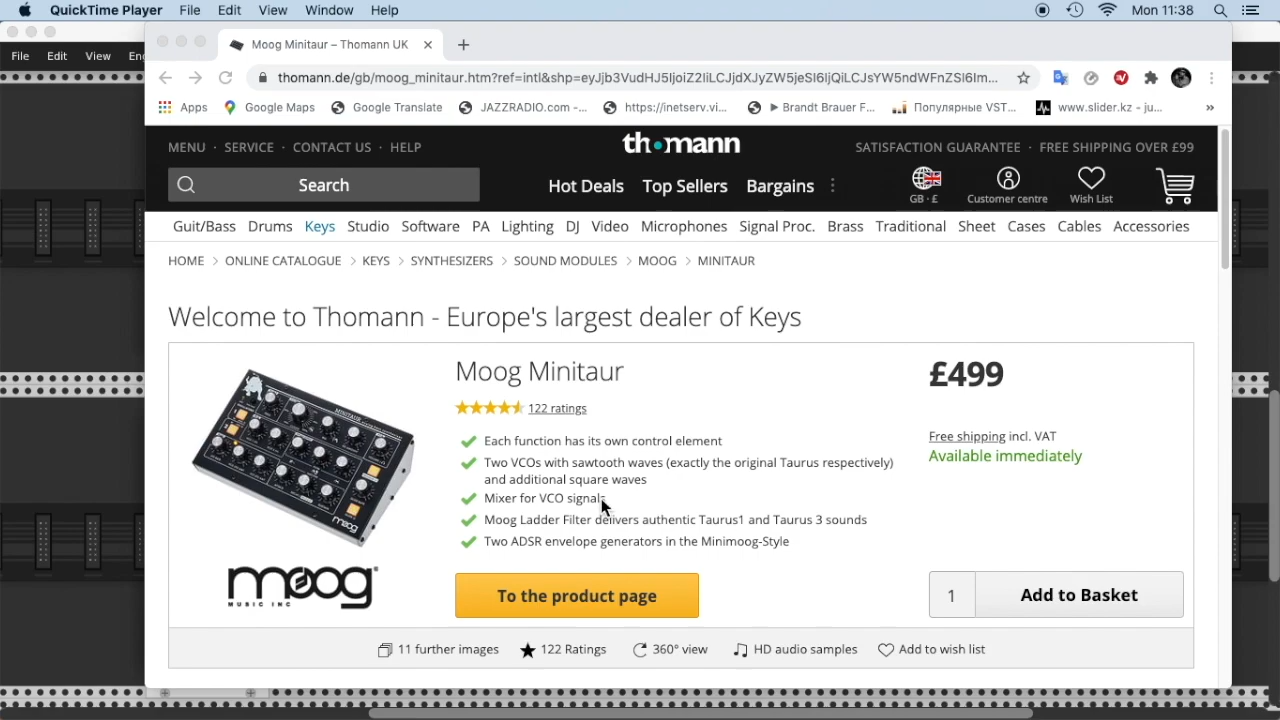 QuickTime Player File Edit View Window Help Mon 11:38
File Edit View En
Moog Minitaur – Thomann UK
thomann.de/gb/moog_minitaur.htm?ref=intl&shp=eyJjb3VudHJ5IjoiZ2IiLCJjdXJyZW5jeSI6IjQiLCJsYW5ndWFnZSI6Im...
Apps Google Maps Google Translate JAZZRADIO.com -... https://inetserv.vi... ► Brandt Brauer F... Популярные VST... www.slider.kz - ju... »
MENU · SERVICE · CONTACT US · HELP
th•mann
SATISFACTION GUARANTEE · FREE SHIPPING OVER £99
Search
Hot Deals Top Sellers Bargains
GB · £ Customer centre Wish List
Guit/Bass Drums Keys Studio Software PA Lighting DJ Video Microphones Signal Proc. Brass Traditional Sheet Cases Cables Accessories
HOME > ONLINE CATALOGUE > KEYS > SYNTHESIZERS > SOUND MODULES > MOOG > MINITAUR
Welcome to Thomann - Europe's largest dealer of Keys
Moog Minitaur
£499
122 ratings
Each function has its own control element
Free shipping incl. VAT
Two VCOs with sawtooth waves (exactly the original Taurus respectively)
and additional square waves
Available immediately
Mixer for VCO signals
Moog Ladder Filter delivers authentic Taurus1 and Taurus 3 sounds
Two ADSR envelope generators in the Minimoog-Style
MINITAUR
moog
moog
MUSIC INC
To the product page
1 Add to Basket
11 further images 122 Ratings 360° view HD audio samples Add to wish list